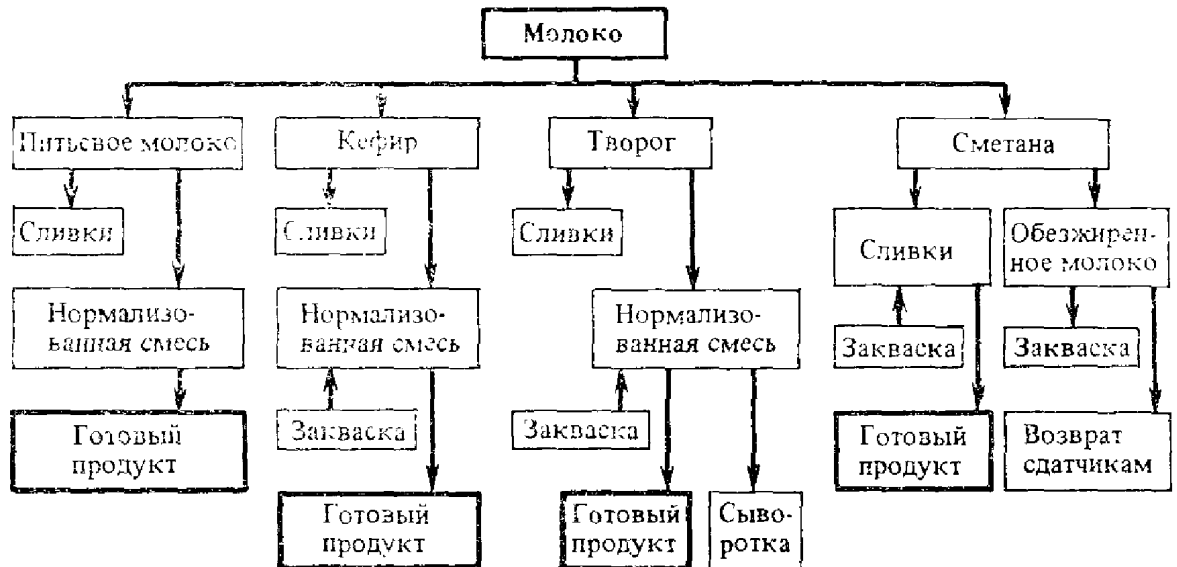 Молоко
Питьевое молоко
Кефир
Творог
Сметана
Сливки
Сливки
Сливки
Сливки
Обезжирен-
ное молоко
Нормализо-
ванная смесь
Нормализо-
ванная смесь
Нормализо-
ванная смесь
Закваска
Закваска
Готовый
продукт
Закваска
Закваска
Готовый
продукт
Возврат
сдатчикам
Готовый
продукт
Готовый
продукт
Сыво-
ротка